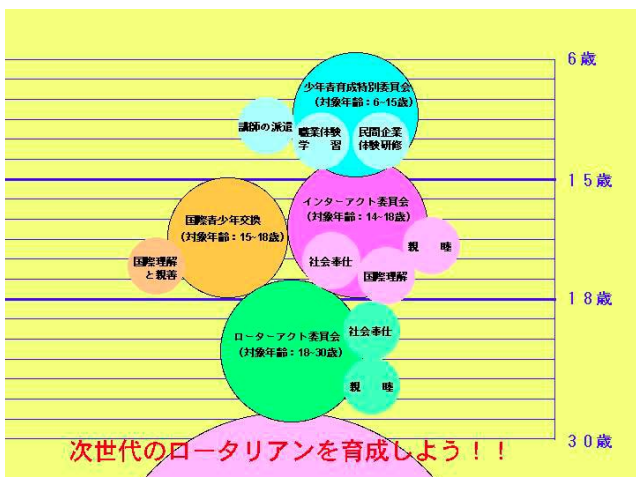 6歳
少年者育成特別委員会
(対象年齢:6~15歳)
講師の派遣
職業体験
学 習
民間企業
体験研修
15歳
国際青少年交換
(対象年齢:15~18歳)
国際理解
と親善
インターアクト委員会
(対象年齢:14~18歳)
親 睦
社会奉仕
国際理解
18歳
ローターアクト委員会
(対象年齢:18~30歳)
社会奉仕
親 睦
次世代のロータリアンを育成しよう!!
30歳